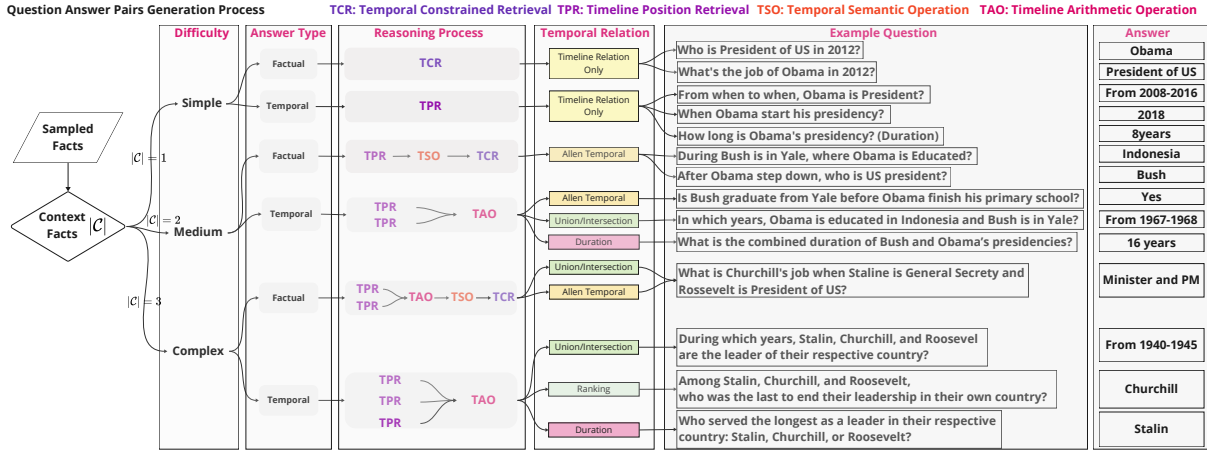 Question Answer Pairs Generation Process
TCR: Temporal Constrained Retrieval TPR: Timeline Position Retrieval TSO: Temporal Semantic Operation TAO: Timeline Arithmetic Operation
Difficulty
Answer Type
Reasoning Process
Temporal Relation
Example Question
Answer
Sampled
Facts
Context
Facts
|C|
|C| = 1
|C| = 2
|C| = 3
Simple
Medium
Complex
Factual
TCR
Timeline Relation
Only
Who is President of US in 2012?
Obama
What's the job of Obama in 2012?
President of US
Temporal
TPR
Timeline Relation
Only
From when to when, Obama is President?
From 2008-2016
When Obama start his presidency?
2018
How long is Obama's presidency? (Duration)
8years
Factual
TPR
TSO
TCR
Allen Temporal
During Bush is in Yale, where Obama is Educated?
Indonesia
After Obama step down, who is US president?
Bush
Temporal
TPR
TPR
TAO
Allen Temporal
Is Bush graduate from Yale before Obama finish his primary school?
Yes
Union/Intersection
In which years, Obama is educated in Indonesia and Bush is in Yale?
From 1967-1968
Duration
What is the combined duration of Bush and Obama's presidencies?
16 years
Factual
TPR
TPR
TAO
TSO
TCR
Union/Intersection
Allen Temporal
What is Churchill's job when Staline is General Secrety and
Rossevelt is President of US?
Minister and PM
Temporal
TPR
TPR
TPR
TAO
Union/Intersection
During which years, Stalin, Churchill, and Roosevel
are the leader of their respective country?
From 1940-1945
Ranking
Among Stalin, Churchill, and Roosevelt,
who was the last to end their leadership in their own country?
Churchill
Duration
Who served the longest as a leader in their respective
country: Stalin, Churchill, or Roosevelt?
Stalin